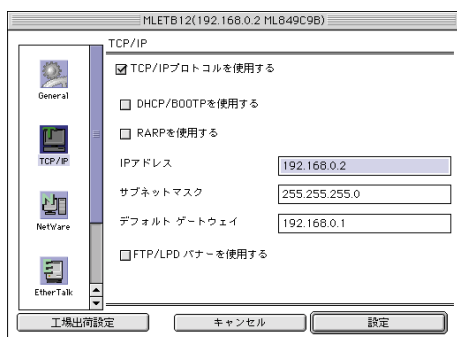 MLETB12(192.168.0.2 ML849C9B)
General
TCP/IP
NetWare
EtherTalk
TCP/IP
TCP/IPプロトコルを使用する
DHCP/BOOTPを使用する
RARPを使用する
IPアドレス 192.168.0.2
サブネットマスク 255.255.255.0
デフォルト ゲートウェイ 192.168.0.1
FTP/LPD バナーを使用する
工場出荷設定 キャンセル 設定